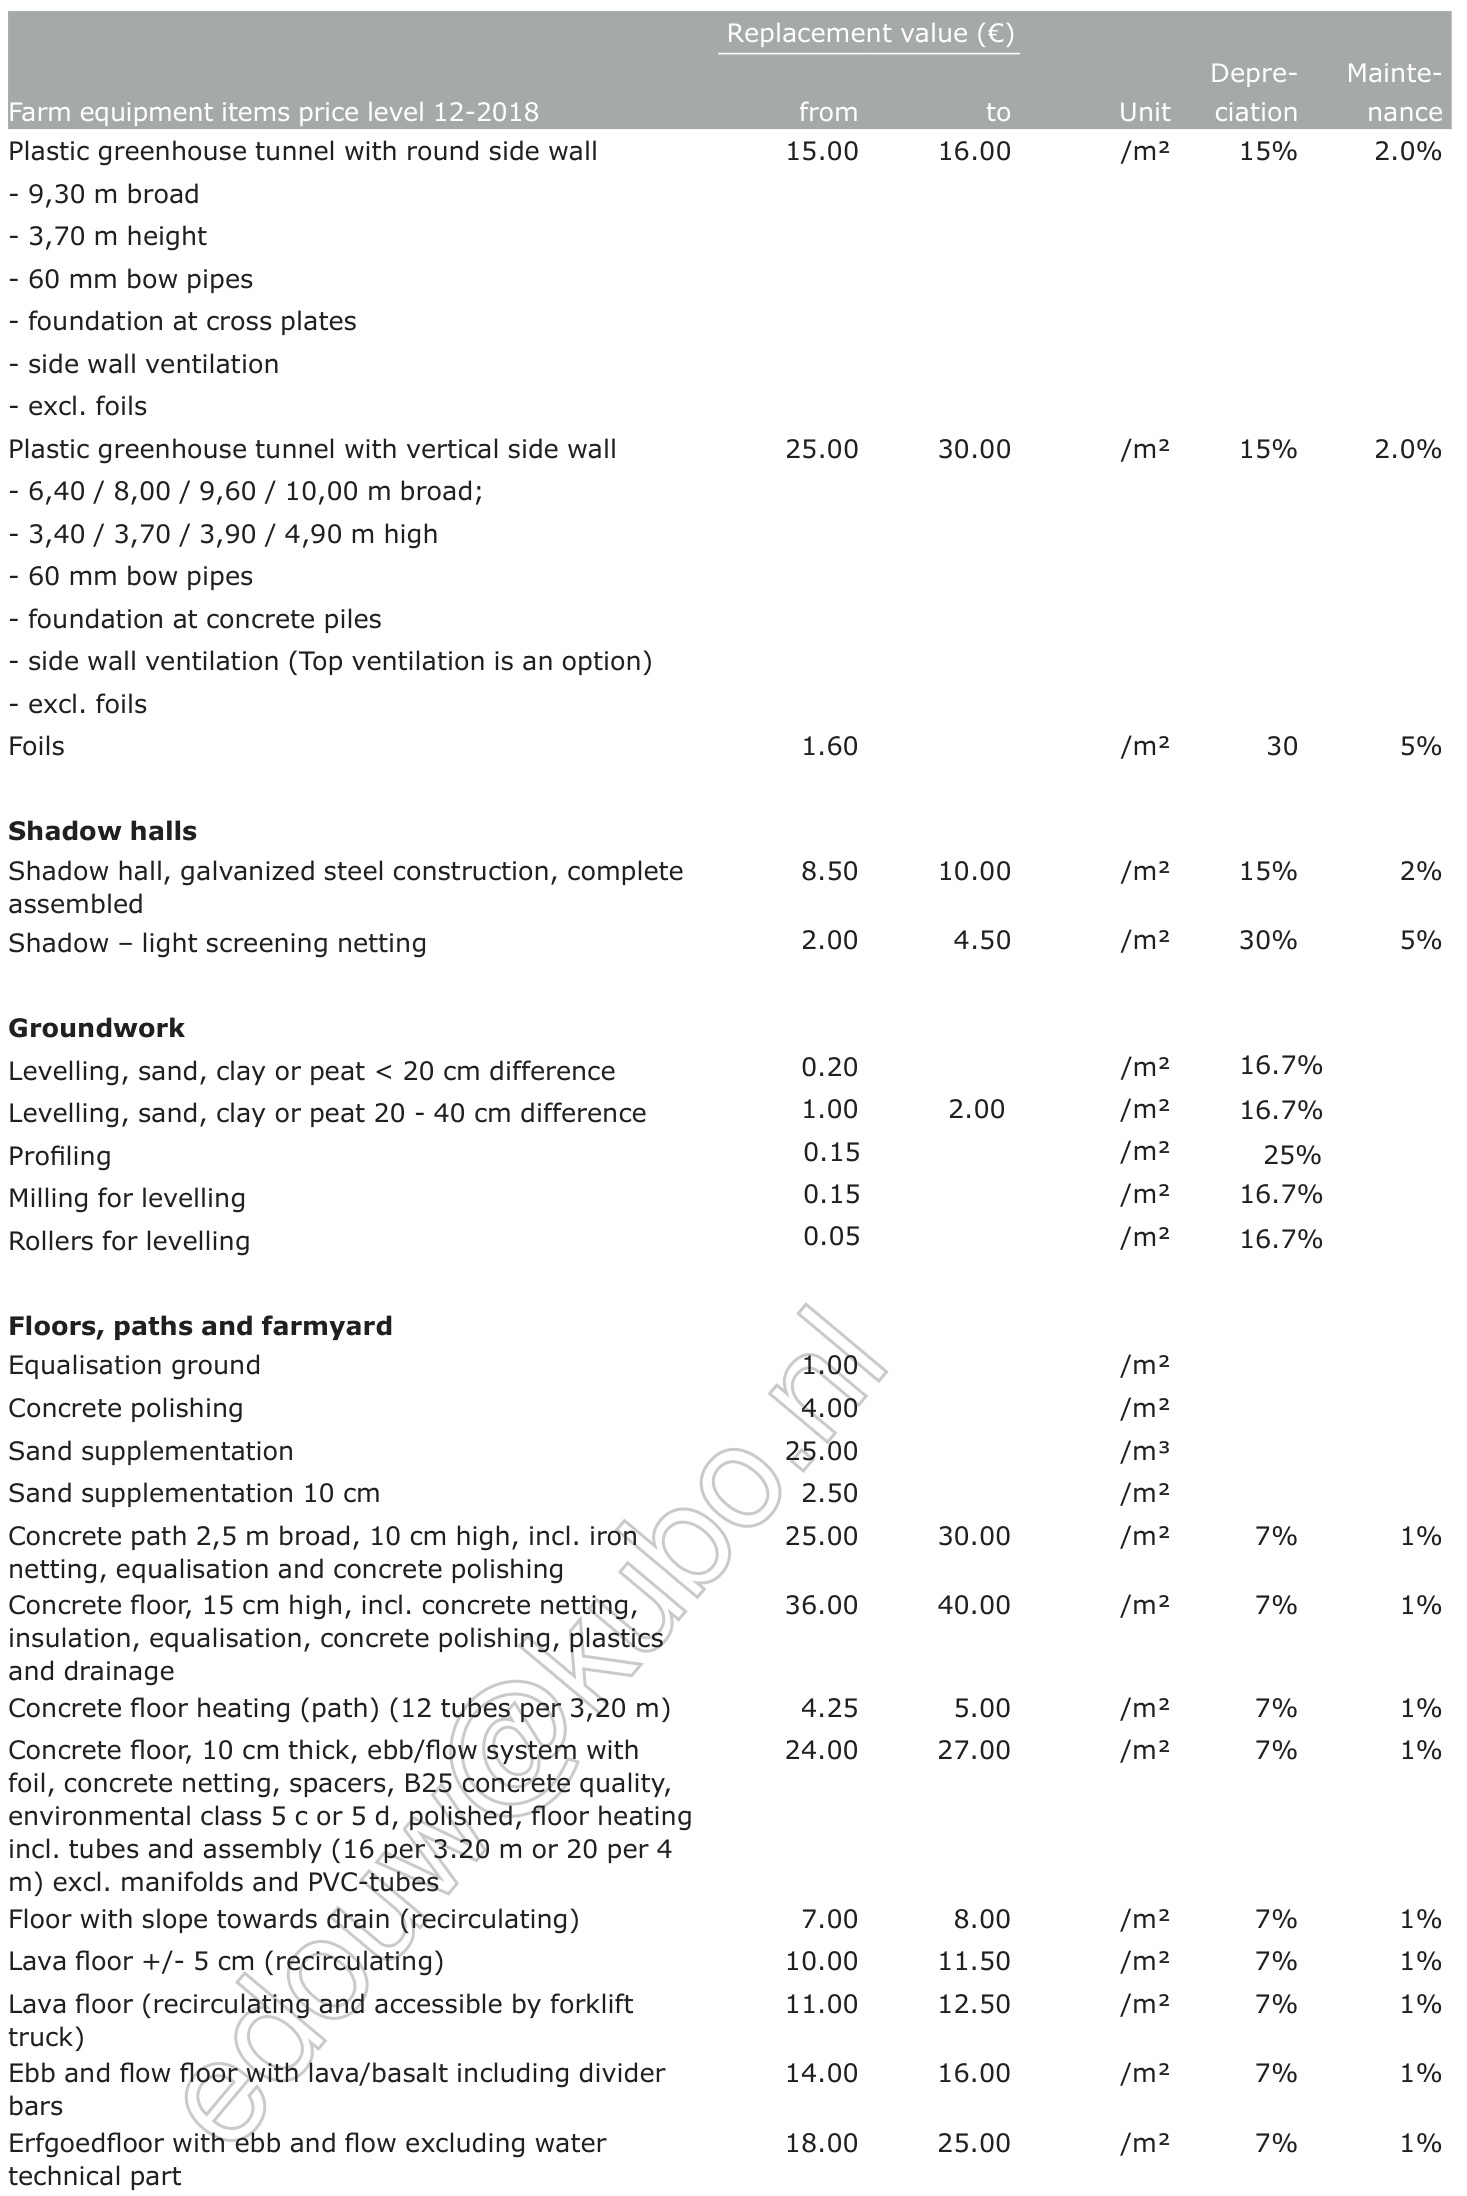 Replacement value (€)
Depre- Mainte-
Farm equipment items price level 12-2018 from to Unit ciation nance
Plastic greenhouse tunnel with round side wall 15.00 16.00 /m² 15% 2.0%
- 9,30 m broad
- 3,70 m height
- 60 mm bow pipes
- foundation at cross plates
- side wall ventilation
- excl. foils
Plastic greenhouse tunnel with vertical side wall 25.00 30.00 /m² 15% 2.0%
- 6,40 / 8,00 / 9,60 / 10,00 m broad;
- 3,40 / 3,70 / 3,90 / 4,90 m high
- 60 mm bow pipes
- foundation at concrete piles
- side wall ventilation (Top ventilation is an option)
- excl. foils
Foils 1.60 /m² 30 5%
Shadow halls
Shadow hall, galvanized steel construction, complete 8.50 10.00 /m² 15% 2%
assembled
Shadow – light screening netting 2.00 4.50 /m² 30% 5%
Groundwork
Levelling, sand, clay or peat < 20 cm difference 0.20 /m² 16.7%
Levelling, sand, clay or peat 20 - 40 cm difference 1.00 2.00 /m² 16.7%
Profiling 0.15 /m² 25%
Milling for levelling 0.15 /m² 16.7%
Rollers for levelling 0.05 /m² 16.7%
Floors, paths and farmyard
Equalisation ground 1.00 /m²
Concrete polishing 4.00 /m²
Sand supplementation 25.00 /m³
Sand supplementation 10 cm 2.50 /m²
Concrete path 2,5 m broad, 10 cm high, incl. iron 25.00 30.00 /m² 7% 1%
netting, equalisation and concrete polishing
Concrete floor, 15 cm high, incl. concrete netting, 36.00 40.00 /m² 7% 1%
insulation, equalisation, concrete polishing, plastics
and drainage
Concrete floor heating (path) (12 tubes per 3,20 m) 4.25 5.00 /m² 7% 1%
Concrete floor, 10 cm thick, ebb/flow system with 24.00 27.00 /m² 7% 1%
foil, concrete netting, spacers, B25 concrete quality,
environmental class 5 c or 5 d, polished, floor heating
incl. tubes and assembly (16 per 3.20 m or 20 per 4
m) excl. manifolds and PVC-tubes
Floor with slope towards drain (recirculating) 7.00 8.00 /m² 7% 1%
Lava floor +/- 5 cm (recirculating) 10.00 11.50 /m² 7% 1%
Lava floor (recirculating and accessible by forklift 11.00 12.50 /m² 7% 1%
truck)
Ebb and flow floor with lava/basalt including divider 14.00 16.00 /m² 7% 1%
bars
Erfgoedfloor with ebb and flow excluding water 18.00 25.00 /m² 7% 1%
technical part
edouw@kubo.nl